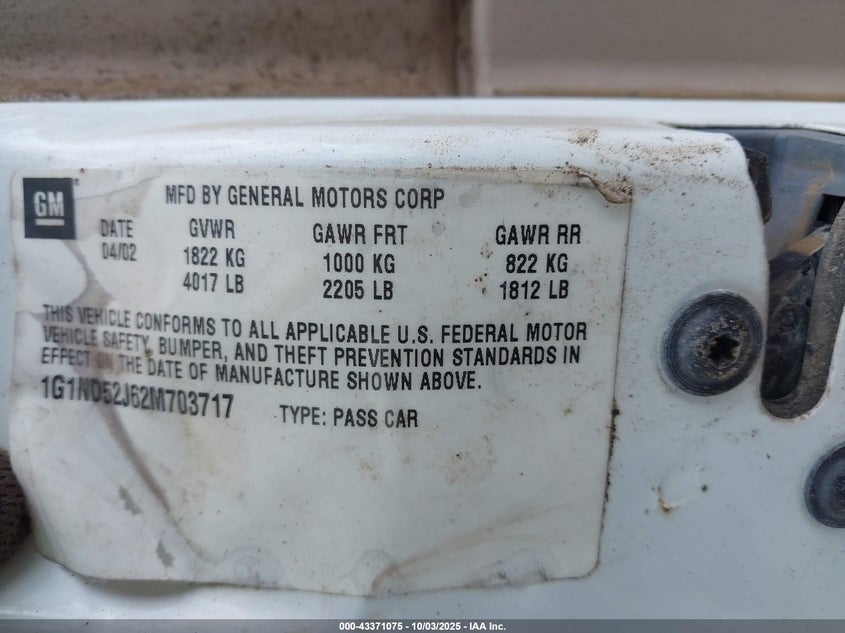 GM
MFD BY GENERAL MOTORS CORP
DATE GVWR GAWR FRT GAWR RR
04/02 1822 KG 1000 KG 822 KG
4017 LB 2205 LB 1812 LB
THIS VEHICLE CONFORMS TO ALL APPLICABLE U.S. FEDERAL MOTOR
VEHICLE SAFETY, BUMPER, AND THEFT PREVENTION STANDARDS IN
EFFECT ON THE DATE OF MANUFACTURE SHOWN ABOVE.
1G1ND52J62M703717 TYPE: PASS CAR
000-43371075 - 10/03/2025 - IAA Inc.